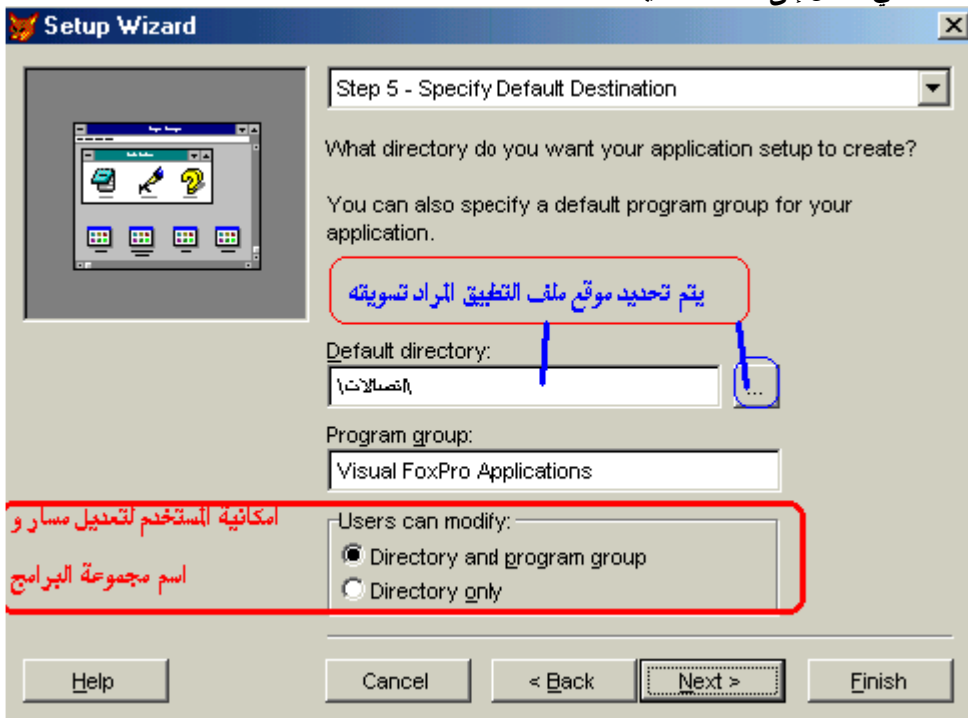 Setup Wizard
Step 5 - Specify Default Destination
What directory do you want your application setup to create?
You can also specify a default program group for your
application.
يتم تحديد موقع ملف التطبيق المراد تسويقه
Default directory:
\اتصالات\
...
Program group:
Visual FoxPro Applications
امكانية المستخدم لتعديل مسار و
اسم مجموعة البرامج
Users can modify:
Directory and program group
Directory only
Help
Cancel
< Back
Next >
Finish